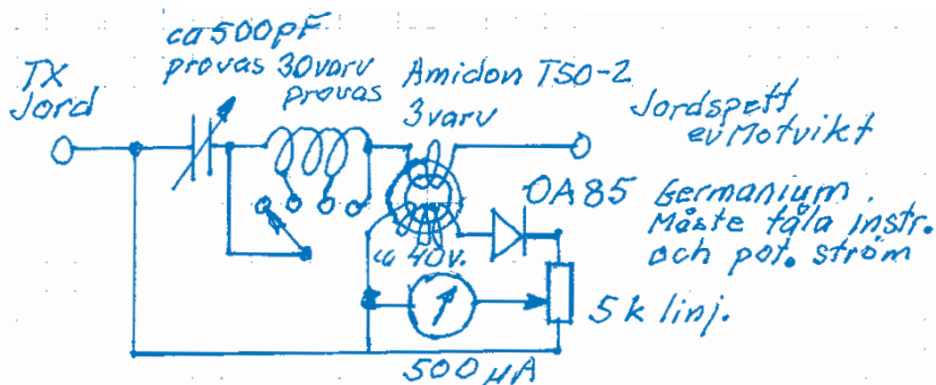 ca 500pF
provas
30varv
provas
TX
Jord
Amidon T50-2
3varv
Jordspett
ev Motvikt
OA85 Germanium.
Måste tåla instr.
och pot. ström
ca 40v.
5k linj.
500µA